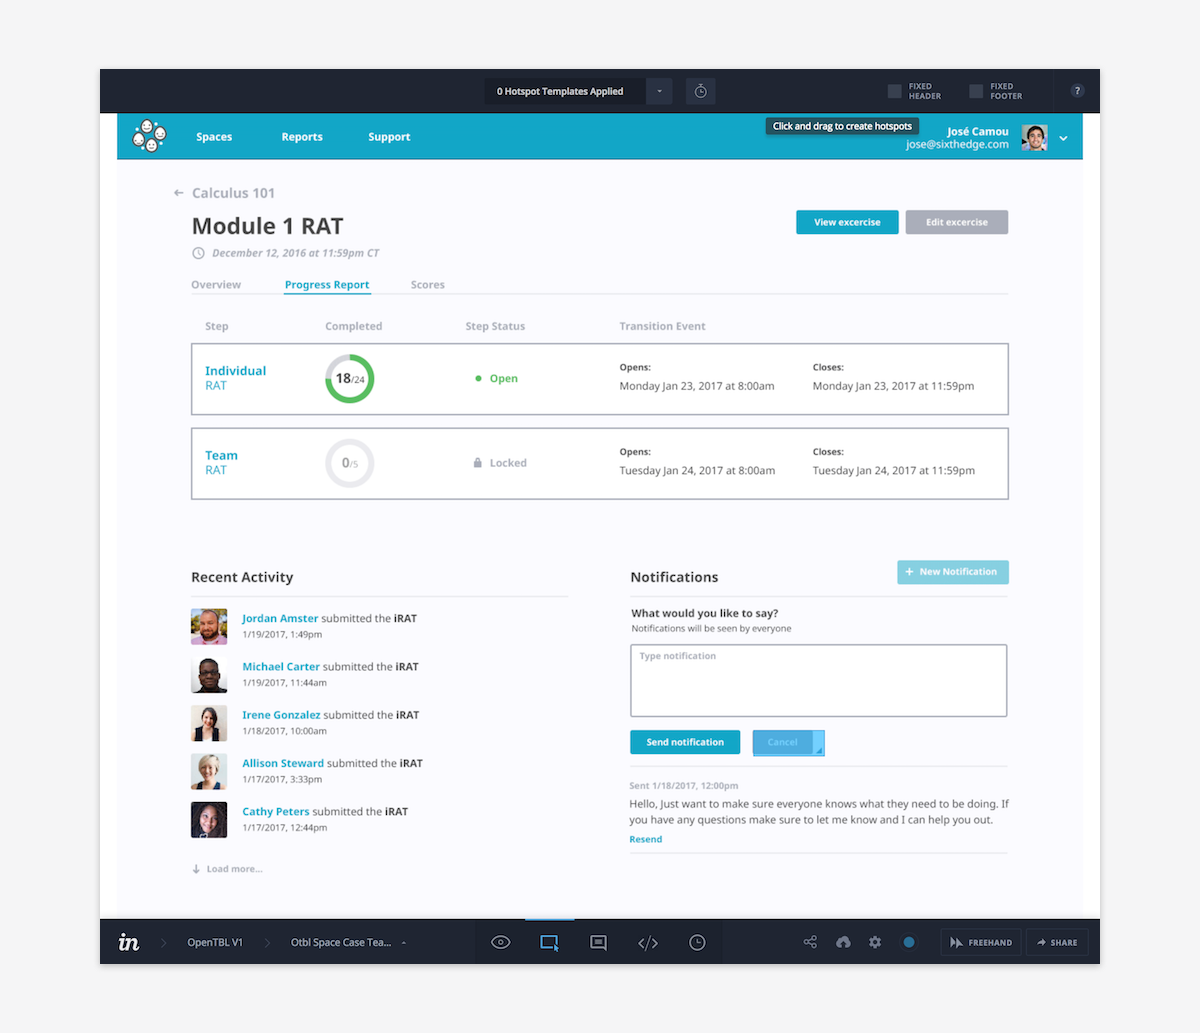 0 Hotspot Templates Applied
FIXED HEADER
FIXED FOOTER
?
Click and drag to create hotspots
Spaces
Reports
Support
José Camou
jose@sixthedge.com
Calculus 101
Module 1 RAT
View excercise
Edit excercise
December 12, 2016 at 11:59pm CT
Overview
Progress Report
Scores
Step
Completed
Step Status
Transition Event
Individual
RAT
18/24
Open
Opens:
Monday Jan 23, 2017 at 8:00am
Closes:
Monday Jan 23, 2017 at 11:59pm
Team
RAT
0/5
Locked
Opens:
Tuesday Jan 24, 2017 at 8:00am
Closes:
Tuesday Jan 24, 2017 at 11:59pm
Recent Activity
Jordan Amster submitted the iRAT
1/19/2017, 1:49pm
Michael Carter submitted the iRAT
1/19/2017, 11:44am
Irene Gonzalez submitted the iRAT
1/18/2017, 10:00am
Allison Steward submitted the iRAT
1/17/2017, 3:33pm
Cathy Peters submitted the iRAT
1/17/2017, 12:44pm
Load more...
Notifications
+ New Notification
What would you like to say?
Notifications will be seen by everyone
Type notification
Send notification
Cancel
Sent 1/18/2017, 12:00pm
Hello, Just want to make sure everyone knows what they need to be doing. If
you have any questions make sure to let me know and I can help you out.
Resend
in
OpenTBL V1
Otbl Space Case Tea...
FREEHAND
SHARE